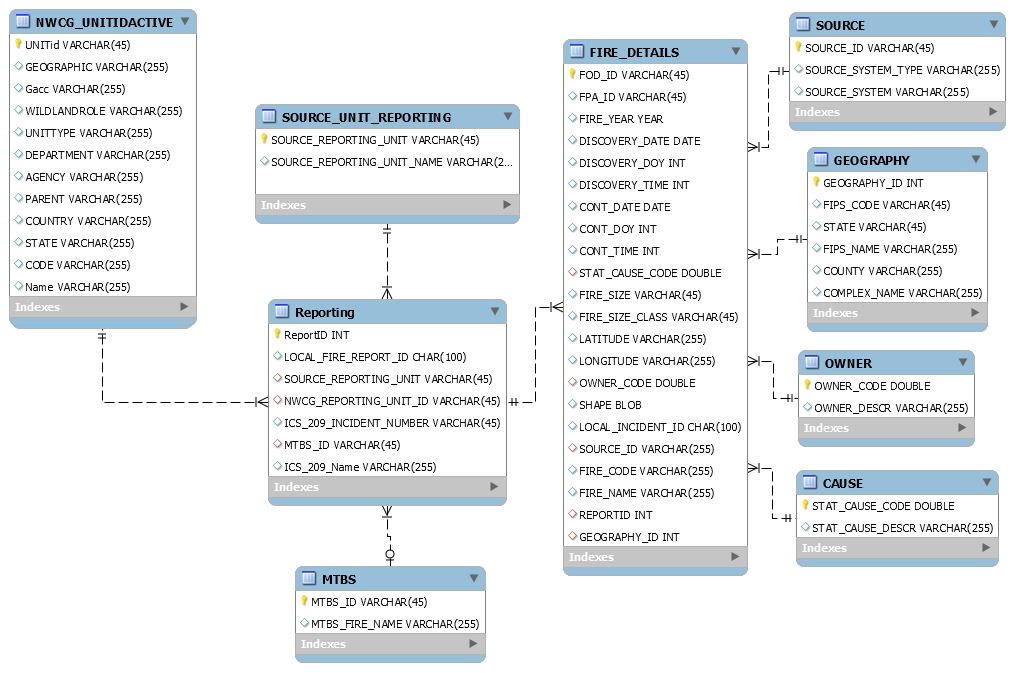 NWCG_UNITIDACTIVE
UNITid VARCHAR(45)
GEOGRAPHIC VARCHAR(255)
Gacc VARCHAR(255)
WILDLANDROLE VARCHAR(255)
UNITTYPE VARCHAR(255)
DEPARTMENT VARCHAR(255)
AGENCY VARCHAR(255)
PARENT VARCHAR(255)
COUNTRY VARCHAR(255)
STATE VARCHAR(255)
CODE VARCHAR(255)
Name VARCHAR(255)
Indexes
SOURCE_UNIT_REPORTING
SOURCE_REPORTING_UNIT VARCHAR(45)
SOURCE_REPORTING_UNIT_NAME VARCHAR(2...
Indexes
Reporting
ReportID INT
LOCAL_FIRE_REPORT_ID CHAR(100)
SOURCE_REPORTING_UNIT VARCHAR(45)
NWCG_REPORTING_UNIT_ID VARCHAR(45)
ICS_209_INCIDENT_NUMBER VARCHAR(45)
MTBS_ID VARCHAR(45)
ICS_209_Name VARCHAR(255)
Indexes
MTBS
MTBS_ID VARCHAR(45)
MTBS_FIRE_NAME VARCHAR(255)
Indexes
FIRE_DETAILS
FOD_ID VARCHAR(45)
FPA_ID VARCHAR(45)
FIRE_YEAR YEAR
DISCOVERY_DATE DATE
DISCOVERY_DOY INT
DISCOVERY_TIME INT
CONT_DATE DATE
CONT_DOY INT
CONT_TIME INT
STAT_CAUSE_CODE DOUBLE
FIRE_SIZE VARCHAR(45)
FIRE_SIZE_CLASS VARCHAR(45)
LATITUDE VARCHAR(255)
LONGITUDE VARCHAR(255)
OWNER_CODE DOUBLE
SHAPE BLOB
LOCAL_INCIDENT_ID CHAR(100)
SOURCE_ID VARCHAR(255)
FIRE_CODE VARCHAR(255)
FIRE_NAME VARCHAR(255)
REPORTID INT
GEOGRAPHY_ID INT
Indexes
SOURCE
SOURCE_ID VARCHAR(45)
SOURCE_SYSTEM_TYPE VARCHAR(255)
SOURCE_SYSTEM VARCHAR(255)
Indexes
GEOGRAPHY
GEOGRAPHY_ID INT
FIPS_CODE VARCHAR(45)
STATE VARCHAR(45)
FIPS_NAME VARCHAR(255)
COUNTY VARCHAR(255)
COMPLEX_NAME VARCHAR(255)
Indexes
OWNER
OWNER_CODE DOUBLE
OWNER_DESCR VARCHAR(255)
Indexes
CAUSE
STAT_CAUSE_CODE DOUBLE
STAT_CAUSE_DESCR VARCHAR(255)
Indexes